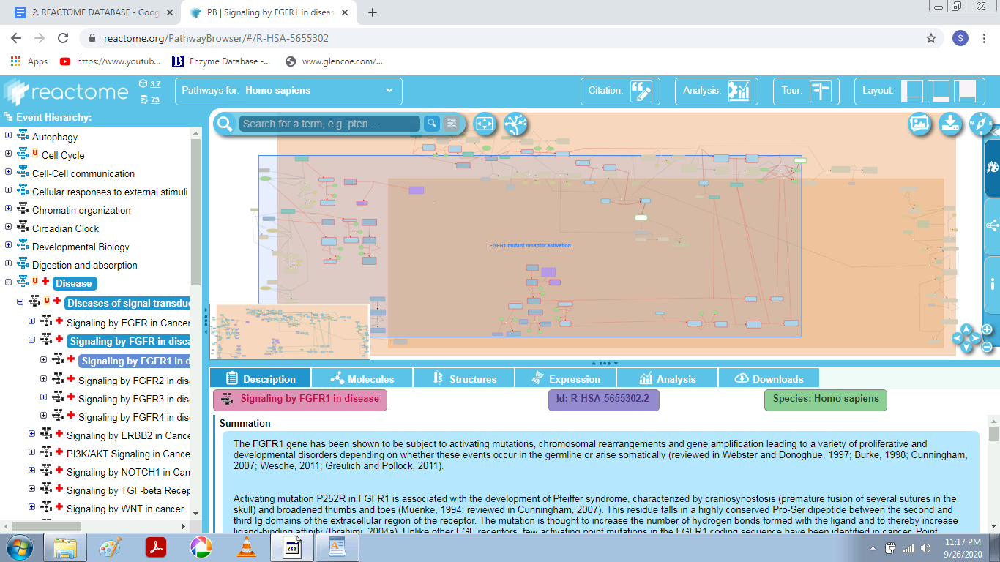 2. REACTOME DATABASE - Goog
PB | Signaling by FGFR1 in diseas
reactome.org/PathwayBrowser/#/R-HSA-5655302
S
Apps
https://www.youtub...
B
Enzyme Database -...
www.glencoe.com/...
reactome
3.7
73
Pathways for: Homo sapiens
Citation:
Analysis:
Tour:
Layout:
Event Hierarchy:
Autophagy
U Cell Cycle
Cell-Cell communication
Cellular responses to external stimuli
Chromatin organization
Circadian Clock
Developmental Biology
Digestion and absorption
U Disease
U Diseases of signal transdu
Signaling by EGFR in Cancer
Signaling by FGFR in disea
Signaling by FGFR1 in d
Signaling by FGFR2 in dis
Signaling by FGFR3 in dis
Signaling by FGFR4 in dis
Signaling by ERBB2 in Cance
PI3K/AKT Signaling in Cance
Signaling by NOTCH1 in Can
Signaling by TGF-beta Recep
Signaling by WNT in cancer
Search for a term, e.g. pten ...
N
W
E
S
FGFR1 mutant receptor activation
Description
Molecules
Structures
Expression
Analysis
Downloads
Signaling by FGFR1 in disease
Id: R-HSA-5655302.2
Species: Homo sapiens
Summation
The FGFR1 gene has been shown to be subject to activating mutations, chromosomal rearrangements and gene amplification leading to a variety of proliferative and
developmental disorders depending on whether these events occur in the germline or arise somatically (reviewed in Webster and Donoghue, 1997; Burke, 1998; Cunningham,
2007; Wesche, 2011; Greulich and Pollock, 2011).
Activating mutation P252R in FGFR1 is associated with the development of Pfeiffer syndrome, characterized by craniosynostosis (premature fusion of several sutures in the
skull) and broadened thumbs and toes (Muenke, 1994; reviewed in Cunningham, 2007). This residue falls in a highly conserved Pro-Ser dipeptide between the second and
third Ig domains of the extracellular region of the receptor. The mutation is thought to increase the number of hydrogen bonds formed with the ligand and to thereby increase
ligand-binding affinity (Ibrahimi, 2004a). Unlike other FGF receptors, few activating point mutations in the FGFR1 coding sequence have been identified in cancer. Point
11:17 PM
9/26/2020